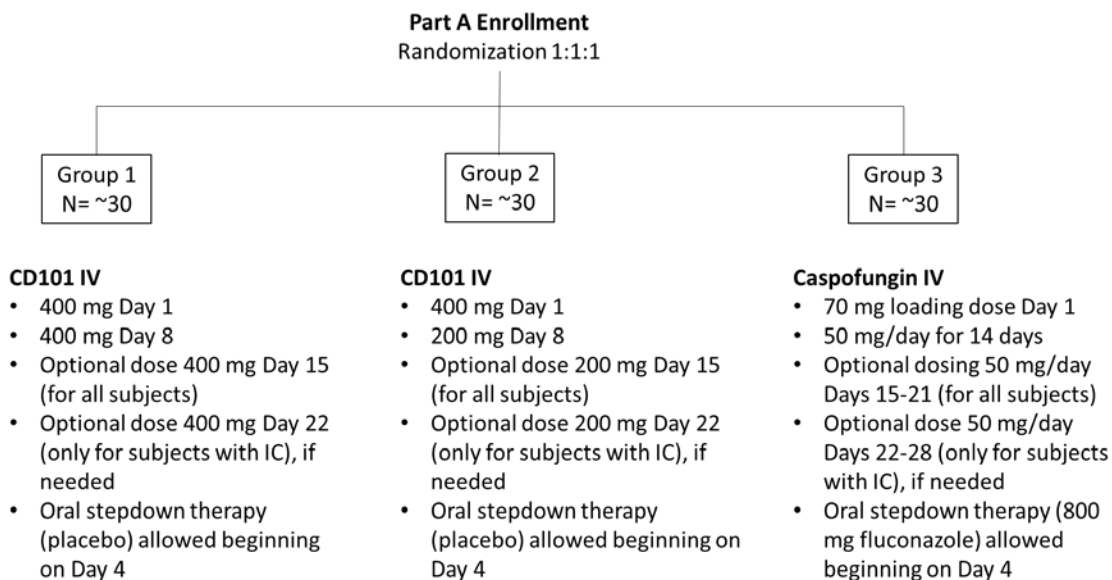 Part A Enrollment
Randomization 1:1:1
Group 1
N= ~30
Group 2
N= ~30
Group 3
N= ~30
CD101 IV
• 400 mg Day 1
• 400 mg Day 8
• Optional dose 400 mg Day 15
(for all subjects)
• Optional dose 400 mg Day 22
(only for subjects with IC), if
needed
• Oral stepdown therapy
(placebo) allowed beginning
on Day 4
CD101 IV
• 400 mg Day 1
• 200 mg Day 8
• Optional dose 200 mg Day 15
(for all subjects)
• Optional dose 200 mg Day 22
(only for subjects with IC), if
needed
• Oral stepdown therapy
(placebo) allowed beginning on
Day 4
Caspofungin IV
• 70 mg loading dose Day 1
• 50 mg/day for 14 days
• Optional dosing 50 mg/day
Days 15-21 (for all subjects)
• Optional dose 50 mg/day
Days 22-28 (only for subjects
with IC), if needed
• Oral stepdown therapy (800
mg fluconazole) allowed
beginning on Day 4